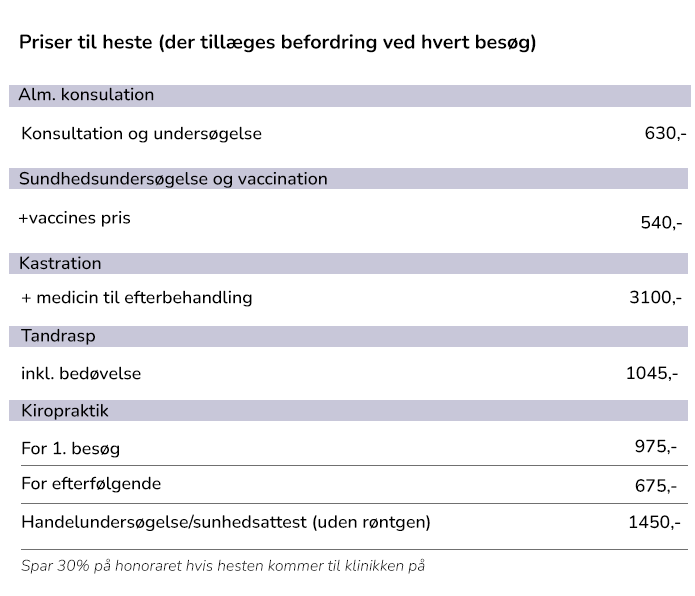 Priser til heste (der tillæges befordring ved hvert besøg)
Alm. konsulation
Konsultation og undersøgelse 630,-
Sundhedsundersøgelse og vaccination
+vaccines pris 540,-
Kastration
+ medicin til efterbehandling 3100,-
Tandrasp
inkl. bedøvelse 1045,-
Kiropraktik
For 1. besøg 975,-
For efterfølgende 675,-
Handelundersøgelse/sunhedsattest (uden røntgen) 1450,-
Spar 30% på honoraret hvis hesten kommer til klinikken på